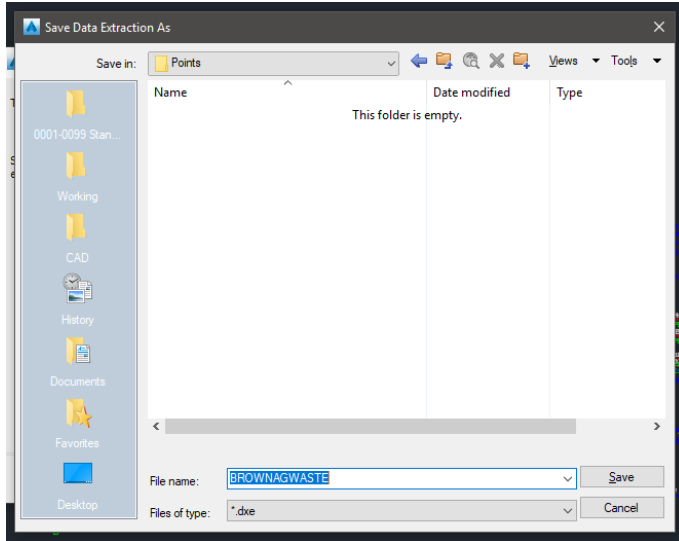 Save Data Extraction As
Save in: Points Views Tools
Name Date modified Type
This folder is empty.
0001-0099 Stan...
Working
CAD
History
Documents
Favorites
Desktop
File name: BROWNAGWASTE Save
Files of type: *.dxe Cancel